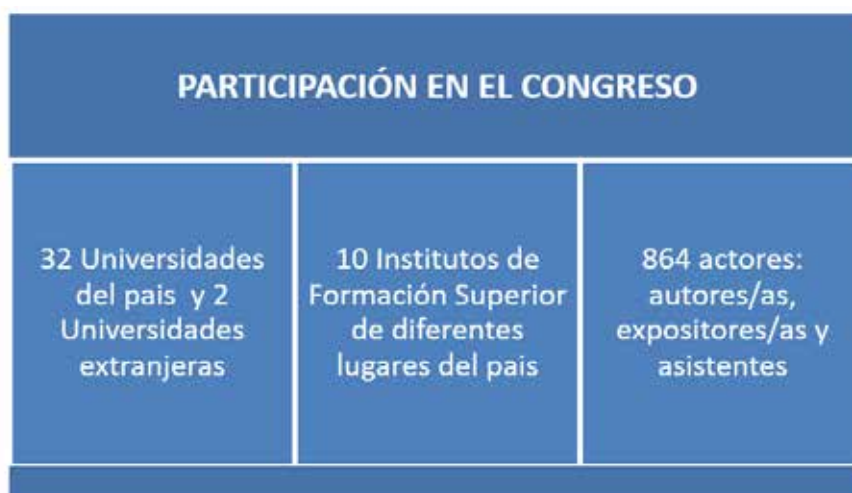 PARTICIPACIÓN EN EL CONGRESO
32 Universidades
del pais y 2
Universidades
extranjeras
10 Institutos de
Formación Superior
de diferentes
lugares del pais
864 actores:
autores/as,
expositores/as y
asistentes